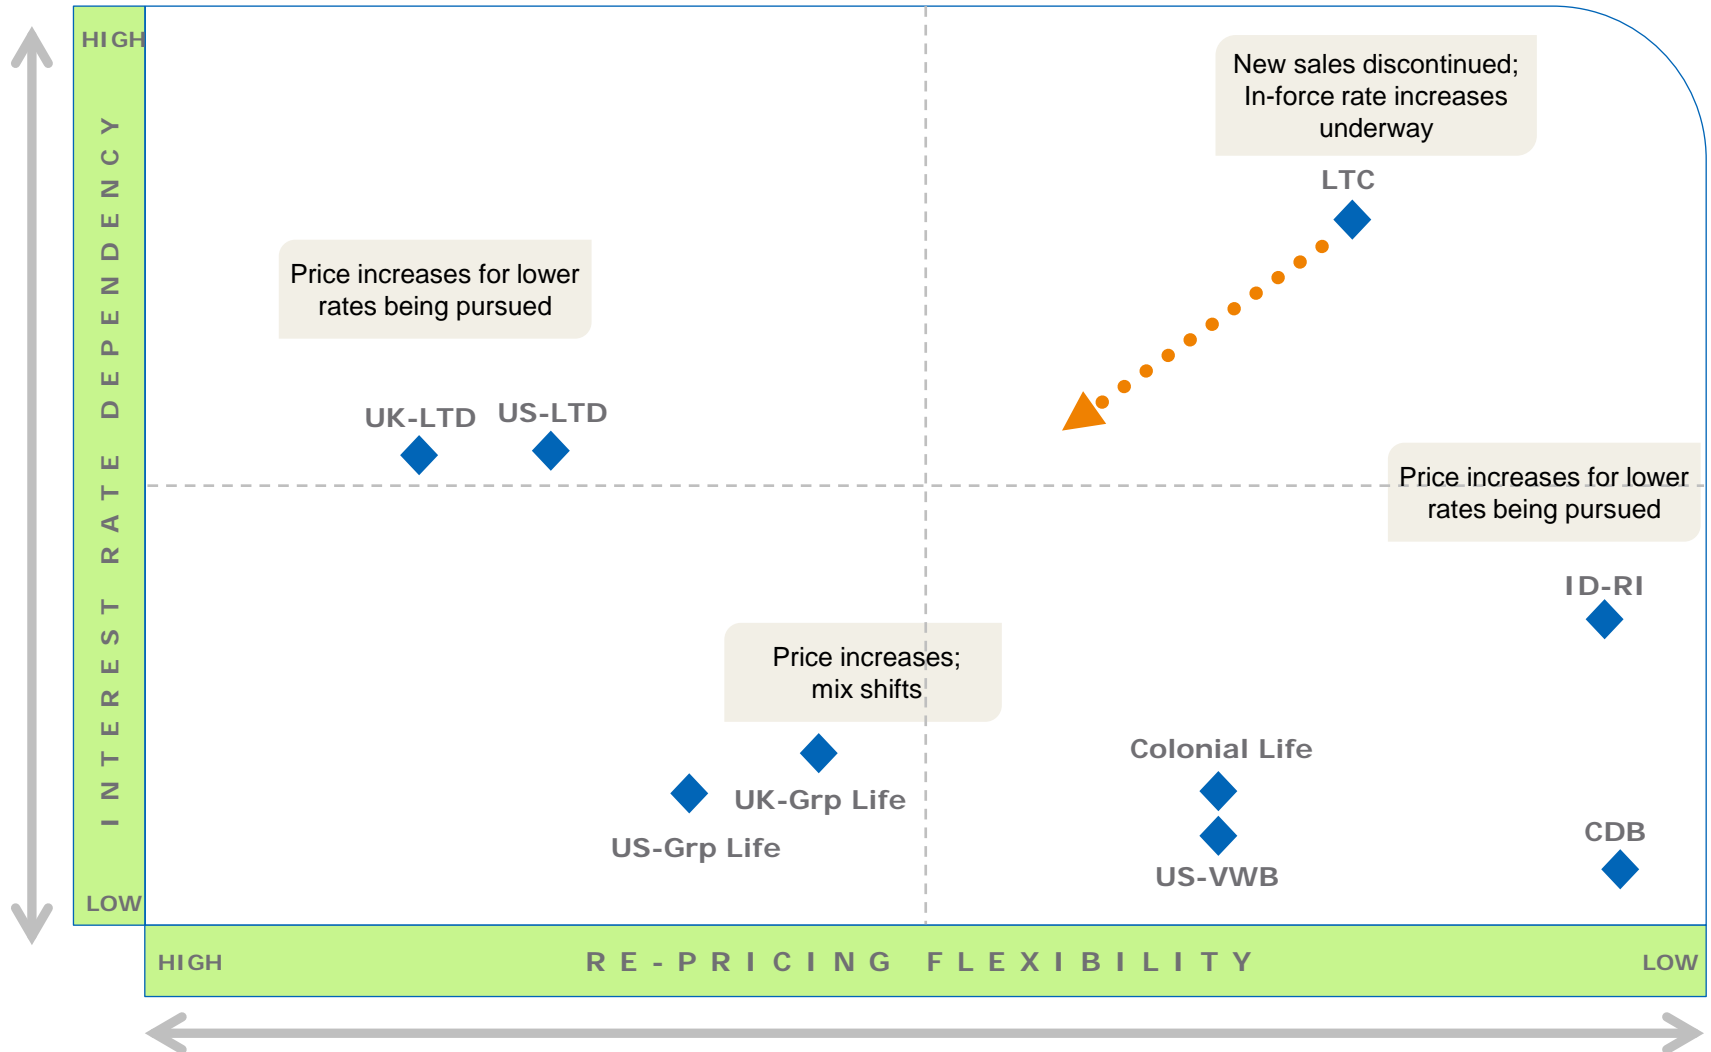 HIGH
INTEREST RATE DEPENDENCY
LOW
New sales discontinued;
In-force rate increases
underway
LTC
Price increases for lower
rates being pursued
UK-LTD
US-LTD
Price increases for lower
rates being pursued
ID-RI
Price increases;
mix shifts
UK-Grp Life
US-Grp Life
Colonial Life
US-VWB
CDB
HIGH
RE-PRICING FLEXIBILITY
LOW